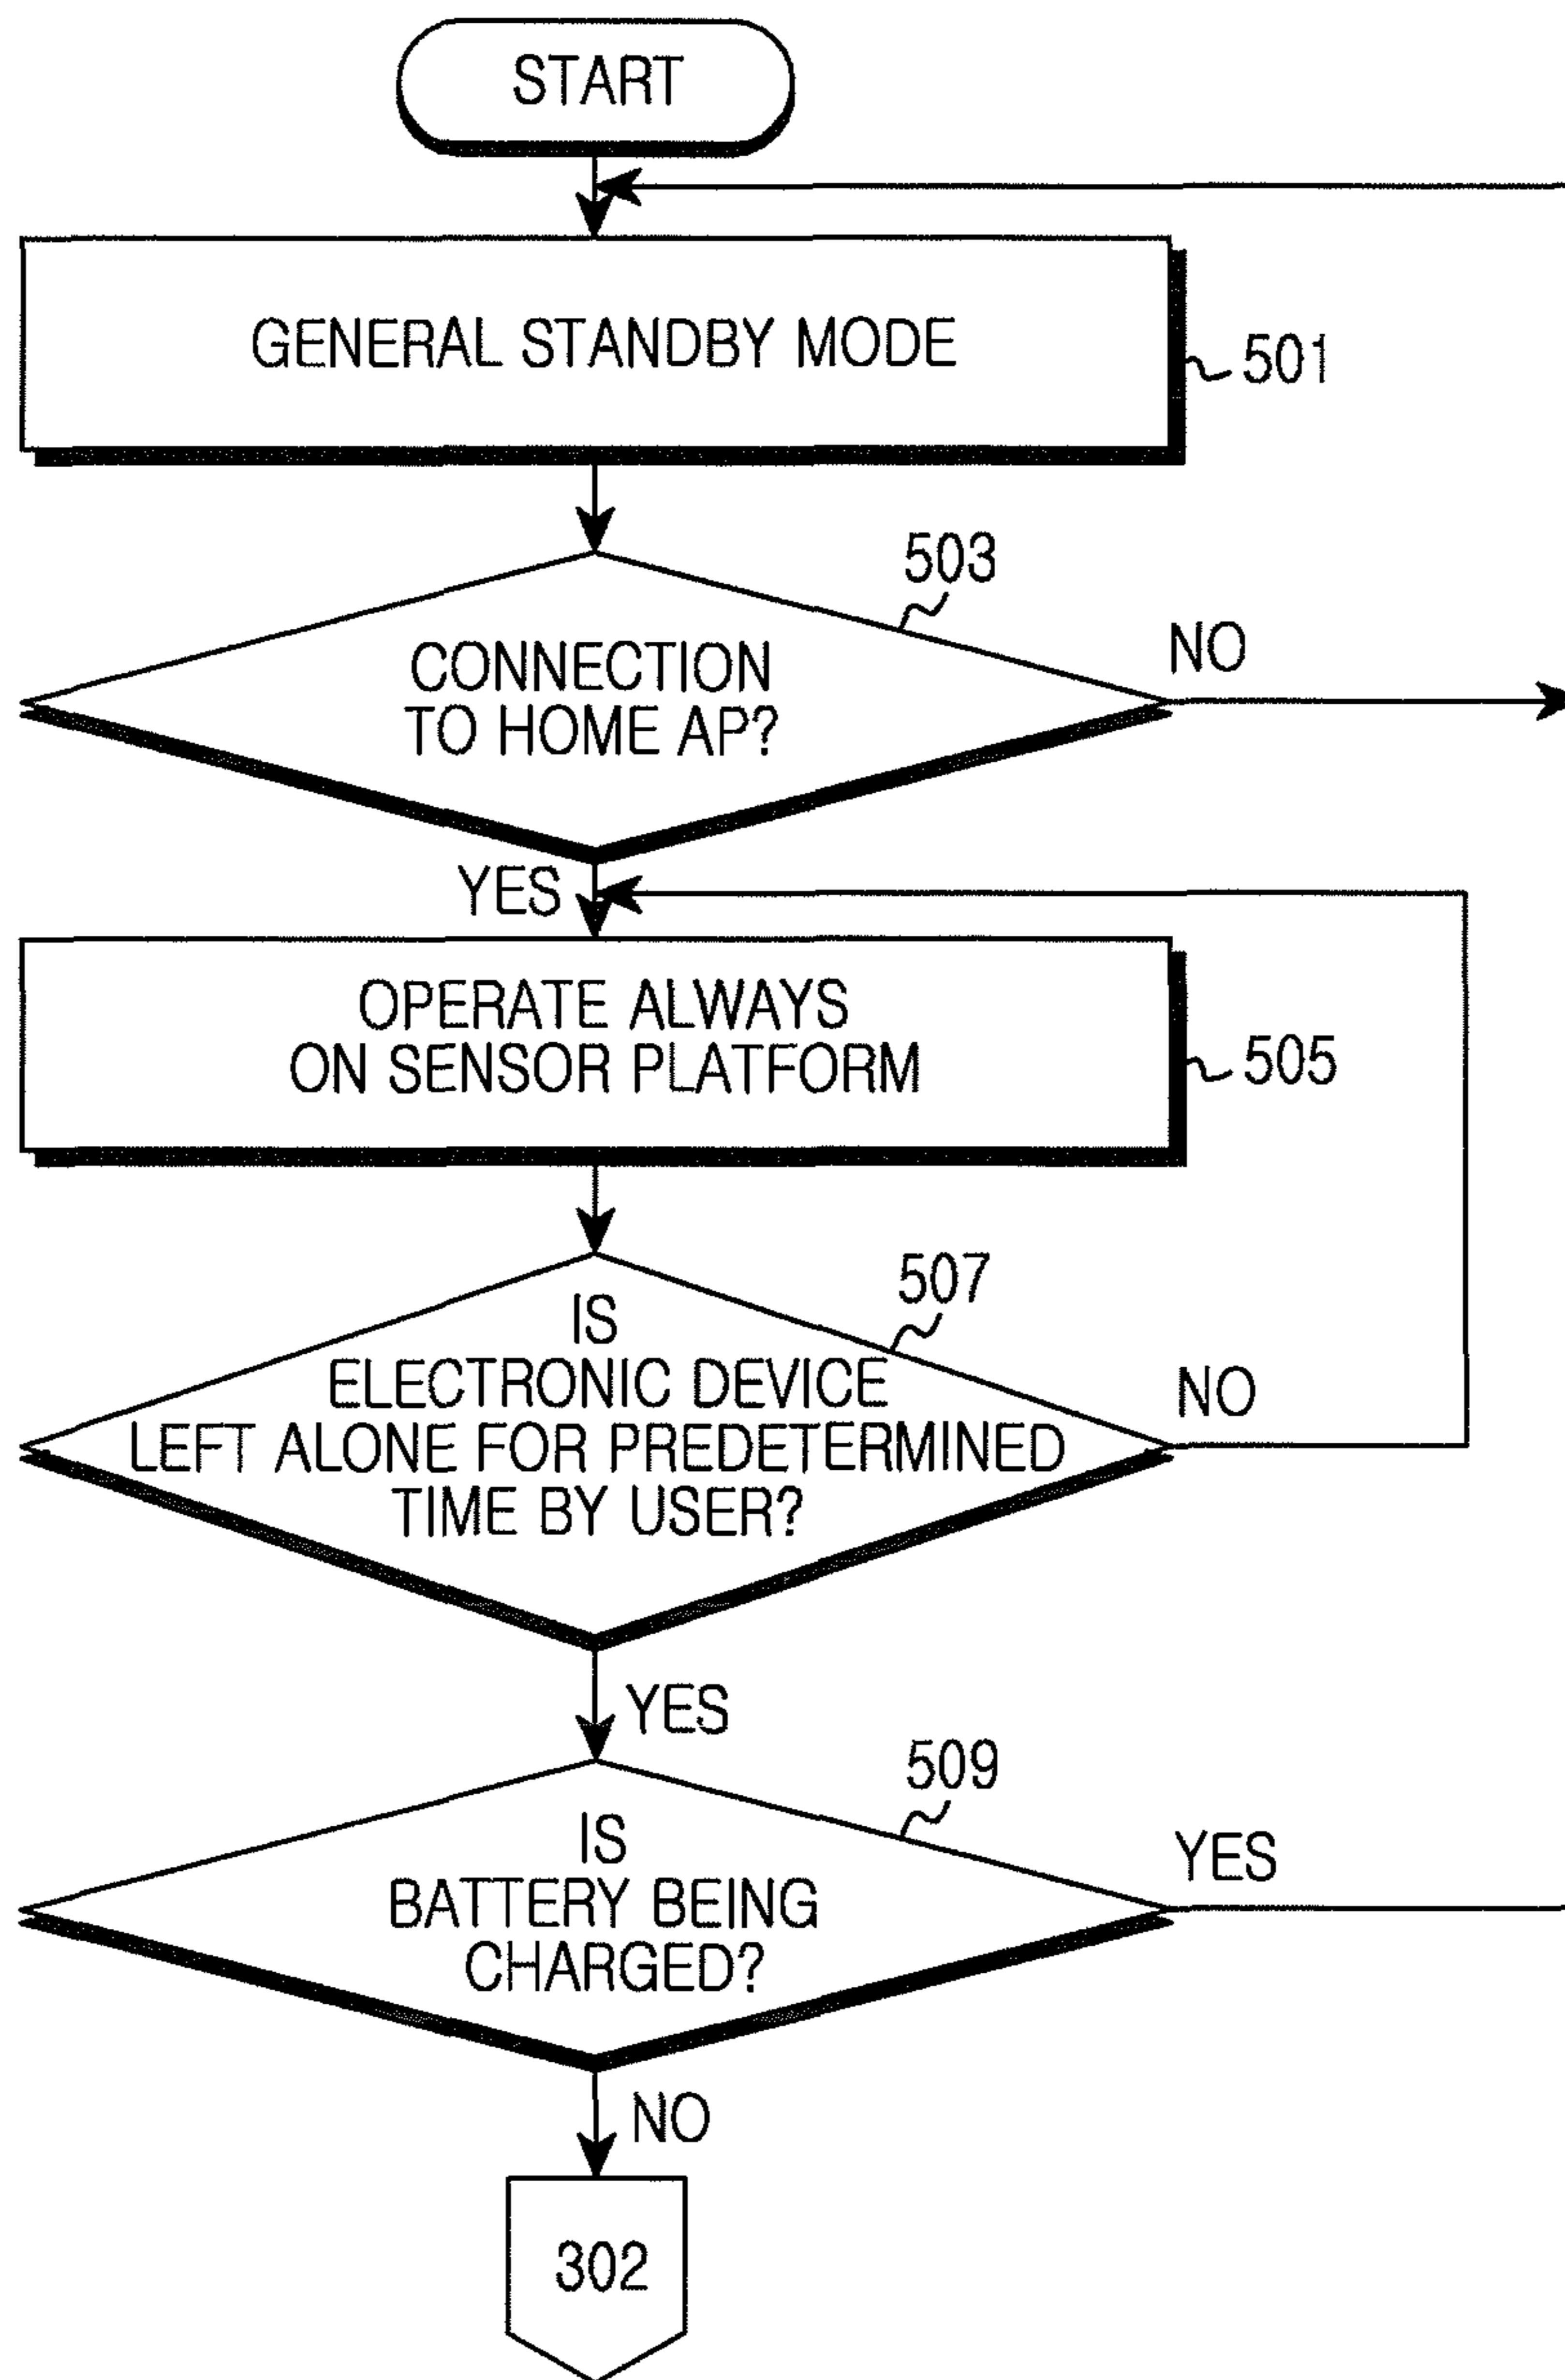 START
GENERAL STANDBY MODE
501
503
CONNECTION
TO HOME AP?
NO
YES
OPERATE ALWAYS
ON SENSOR PLATFORM
505
507
IS
ELECTRONIC DEVICE
LEFT ALONE FOR PREDETERMINED
TIME BY USER?
NO
YES
509
IS
BATTERY BEING
CHARGED?
YES
NO
302